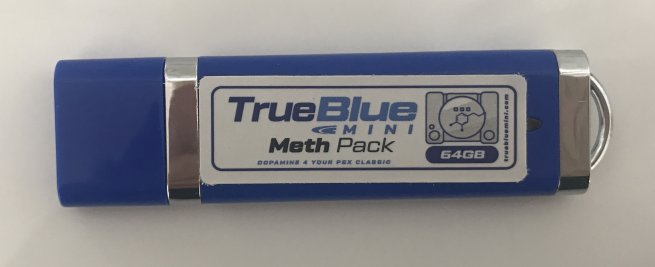 TrueBlue
MINI
Meth Pack
DOPAMINE 4 YOUR PSX CLASSIC
64GB
truebluemini.com